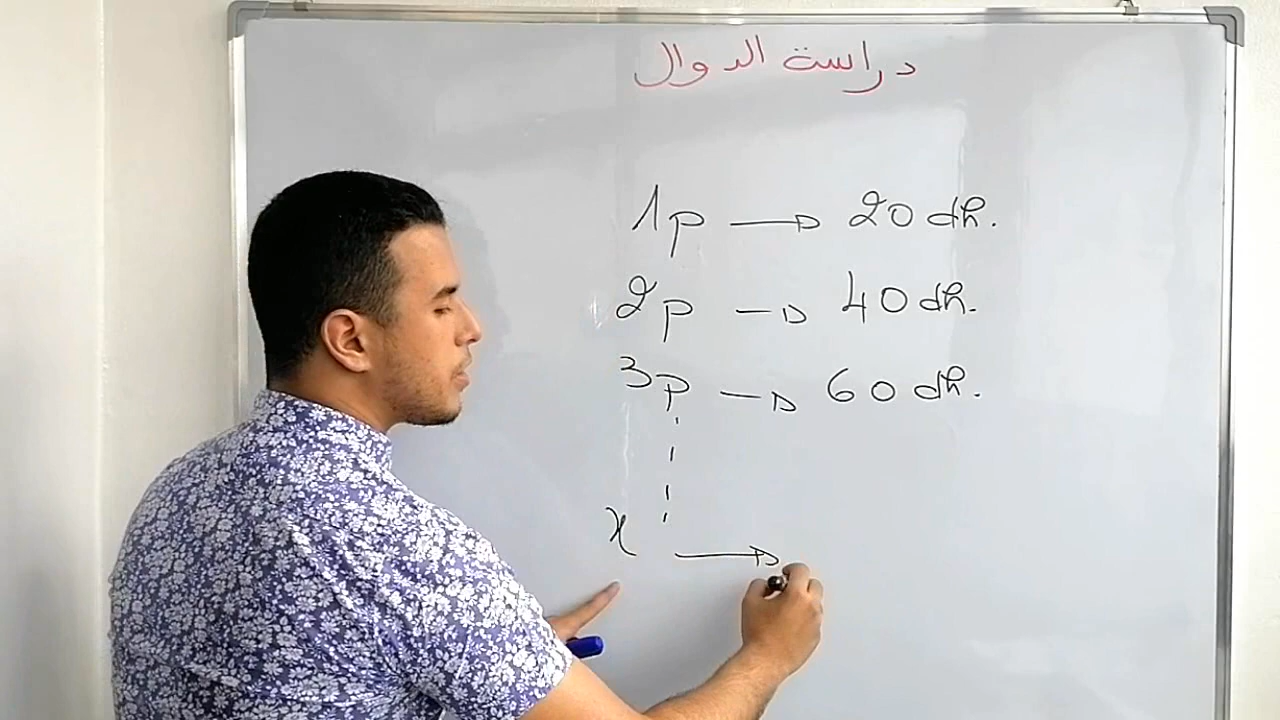 دراسة الدوال
1p → 20 dh.
2p → 40 dh.
3p → 60 dh.
x →